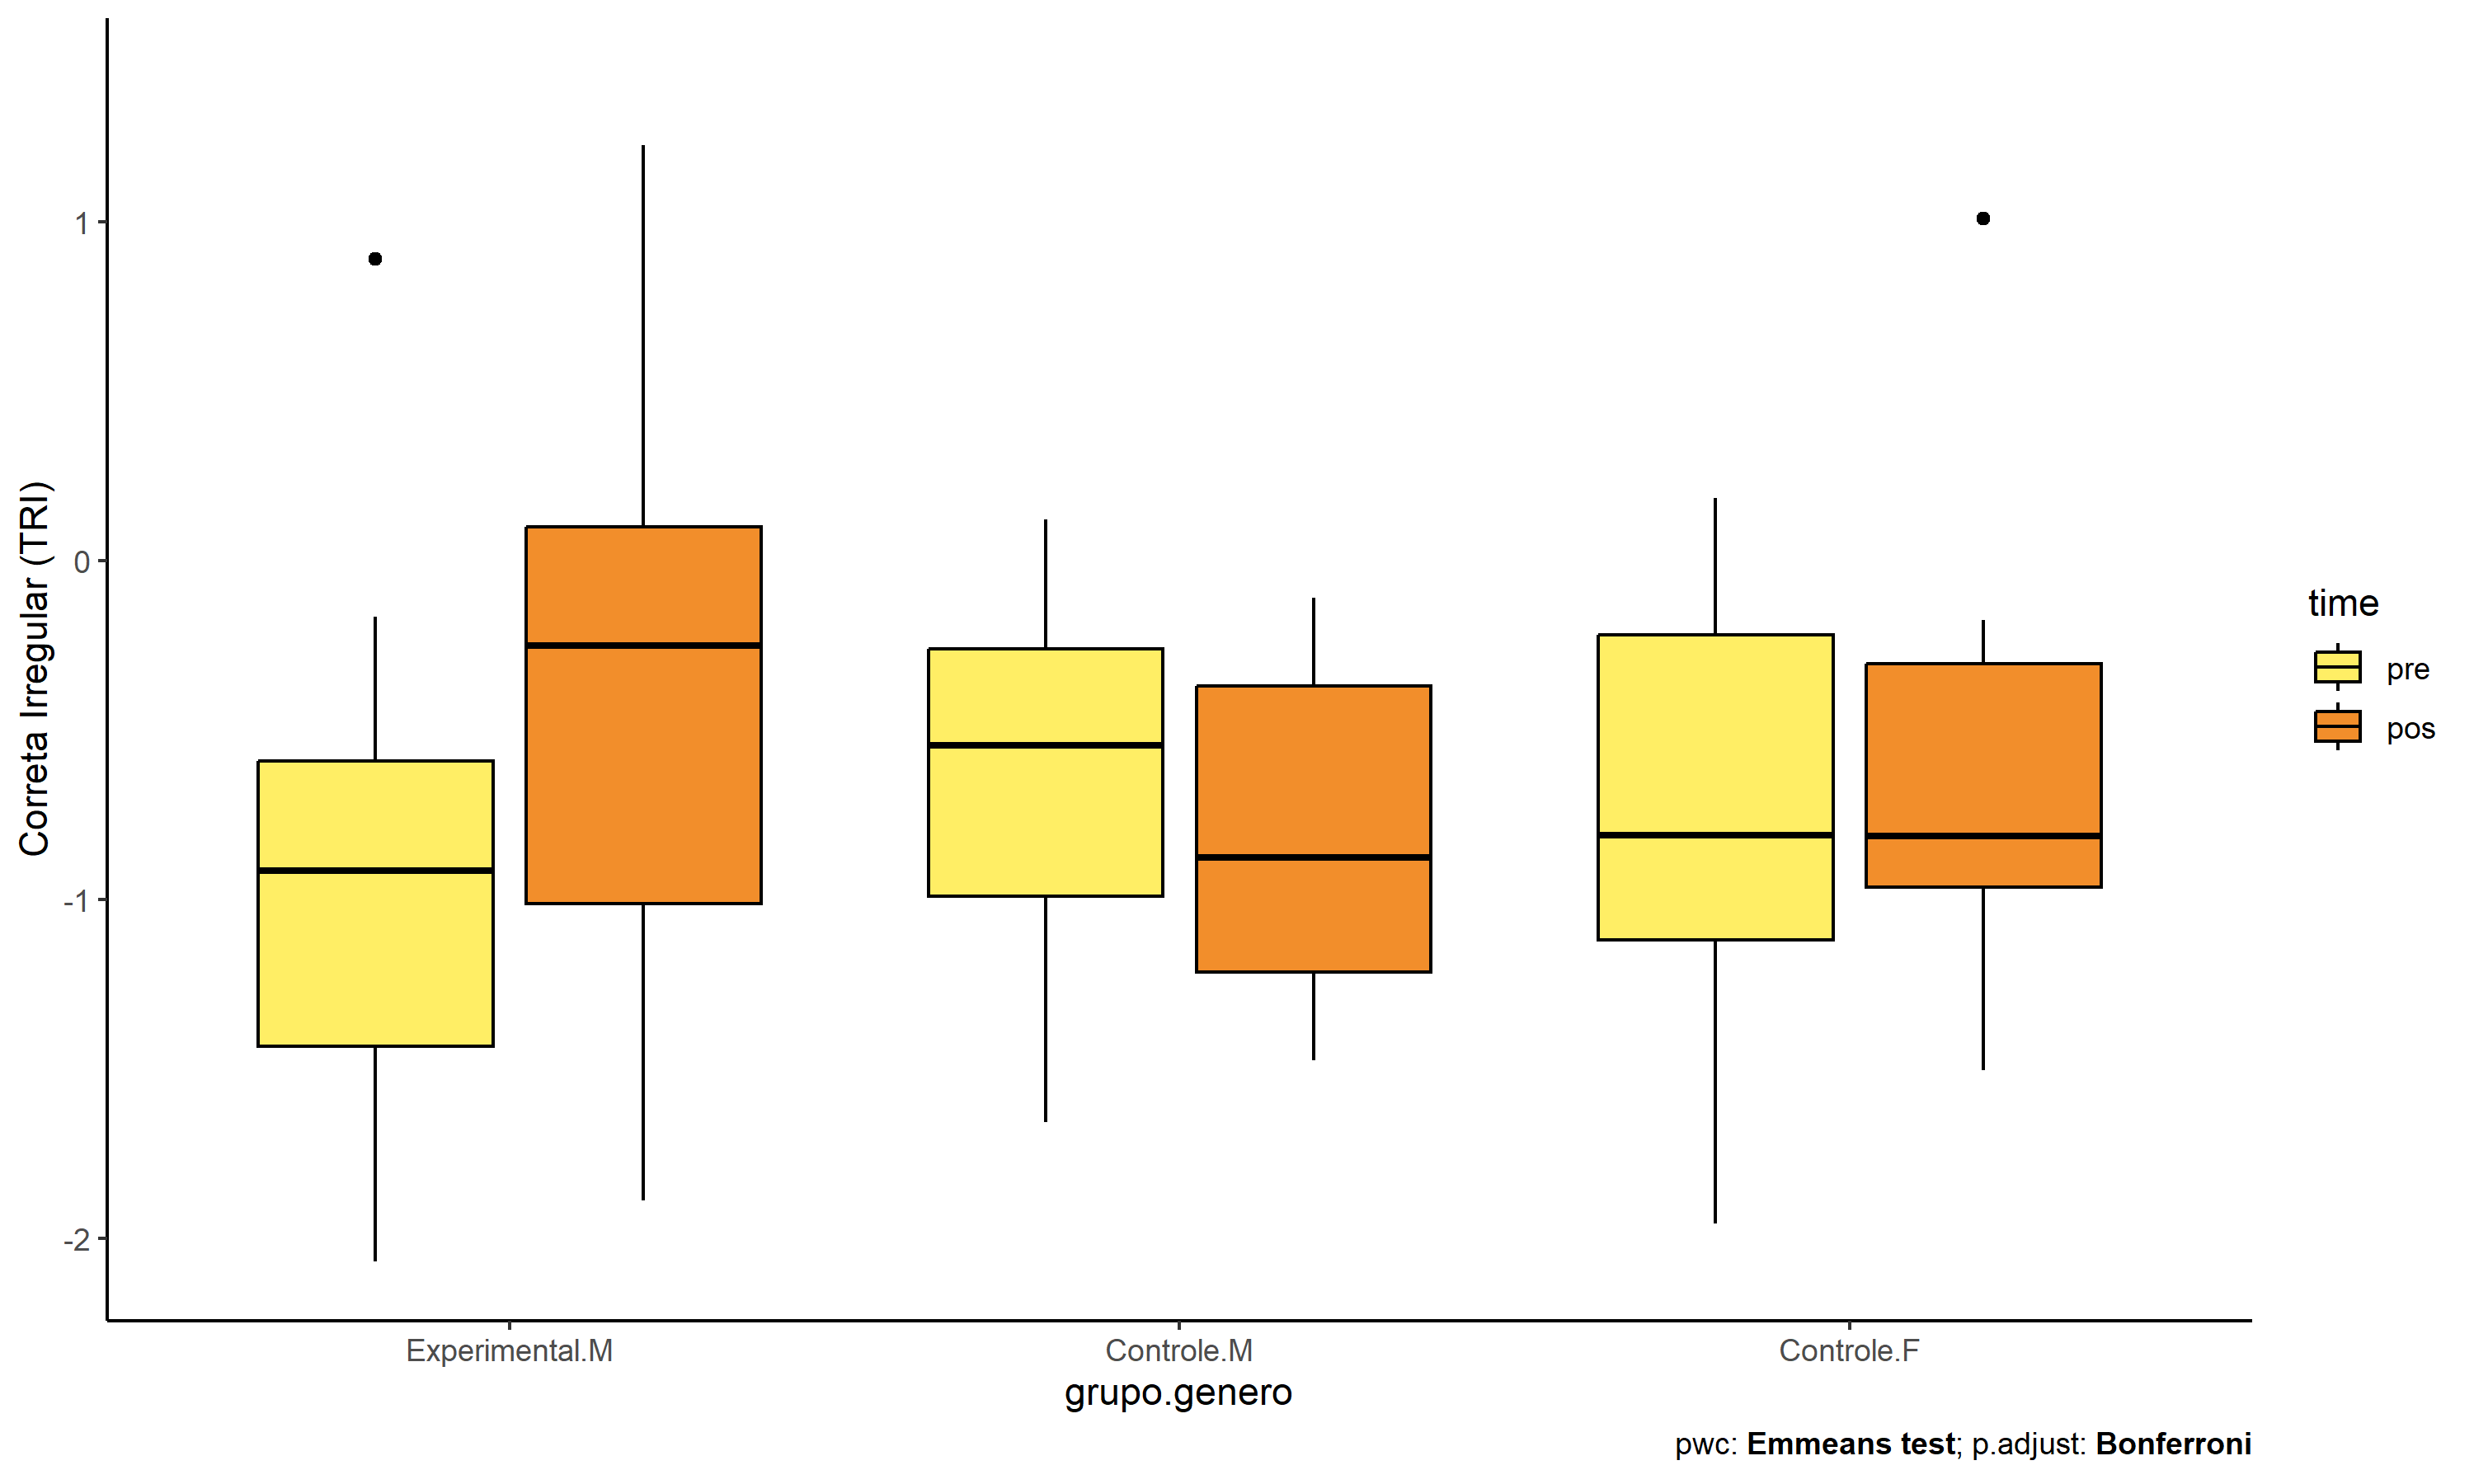 Correta Irregular (TRI)
1
0
-1
-2
Experimental.M
Controle.M
Controle.F
grupo.genero
time
pre
pos
pwc: Emmeans test; p.adjust: Bonferroni